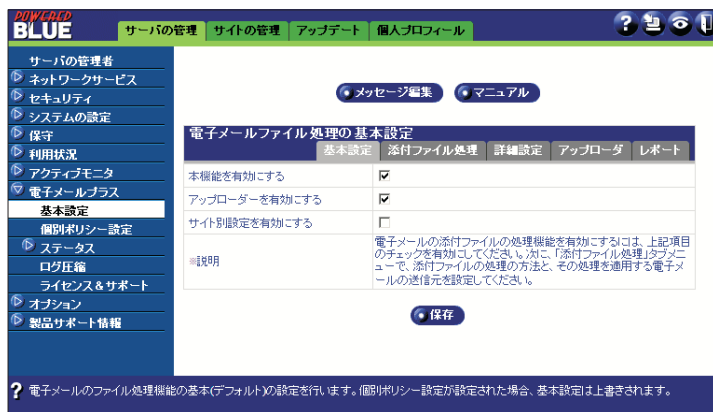 POWERED
BLUE
サーバの管理 サイトの管理 アップデート 個人プロフィール
サーバの管理者
ネットワークサービス
セキュリティ
システムの設定
保守
利用状況
アクティブモニタ
電子メールプラス
基本設定
個別ポリシー設定
ステータス
ログ圧縮
ライセンス&サポート
オプション
製品サポート情報
メッセージ編集 マニュアル
電子メールファイル処理の基本設定
基本設定 添付ファイル処理 詳細設定 アップローダ レポート
本機能を有効にする
アップローダーを有効にする
サイト別設定を有効にする
※説明
電子メールの添付ファイルの処理機能を有効にするには、上記項目
のチェックを有効にしてください。次に、「添付ファイル処理」タブメニ
ューで、添付ファイルの処理の方法と、その処理を適用する電子メ
ールの送信元を設定してください。
保存
? 電子メールのファイル処理機能の基本(デフォルト)の設定を行います。個別ポリシー設定が設定された場合、基本設定は上書きされます。